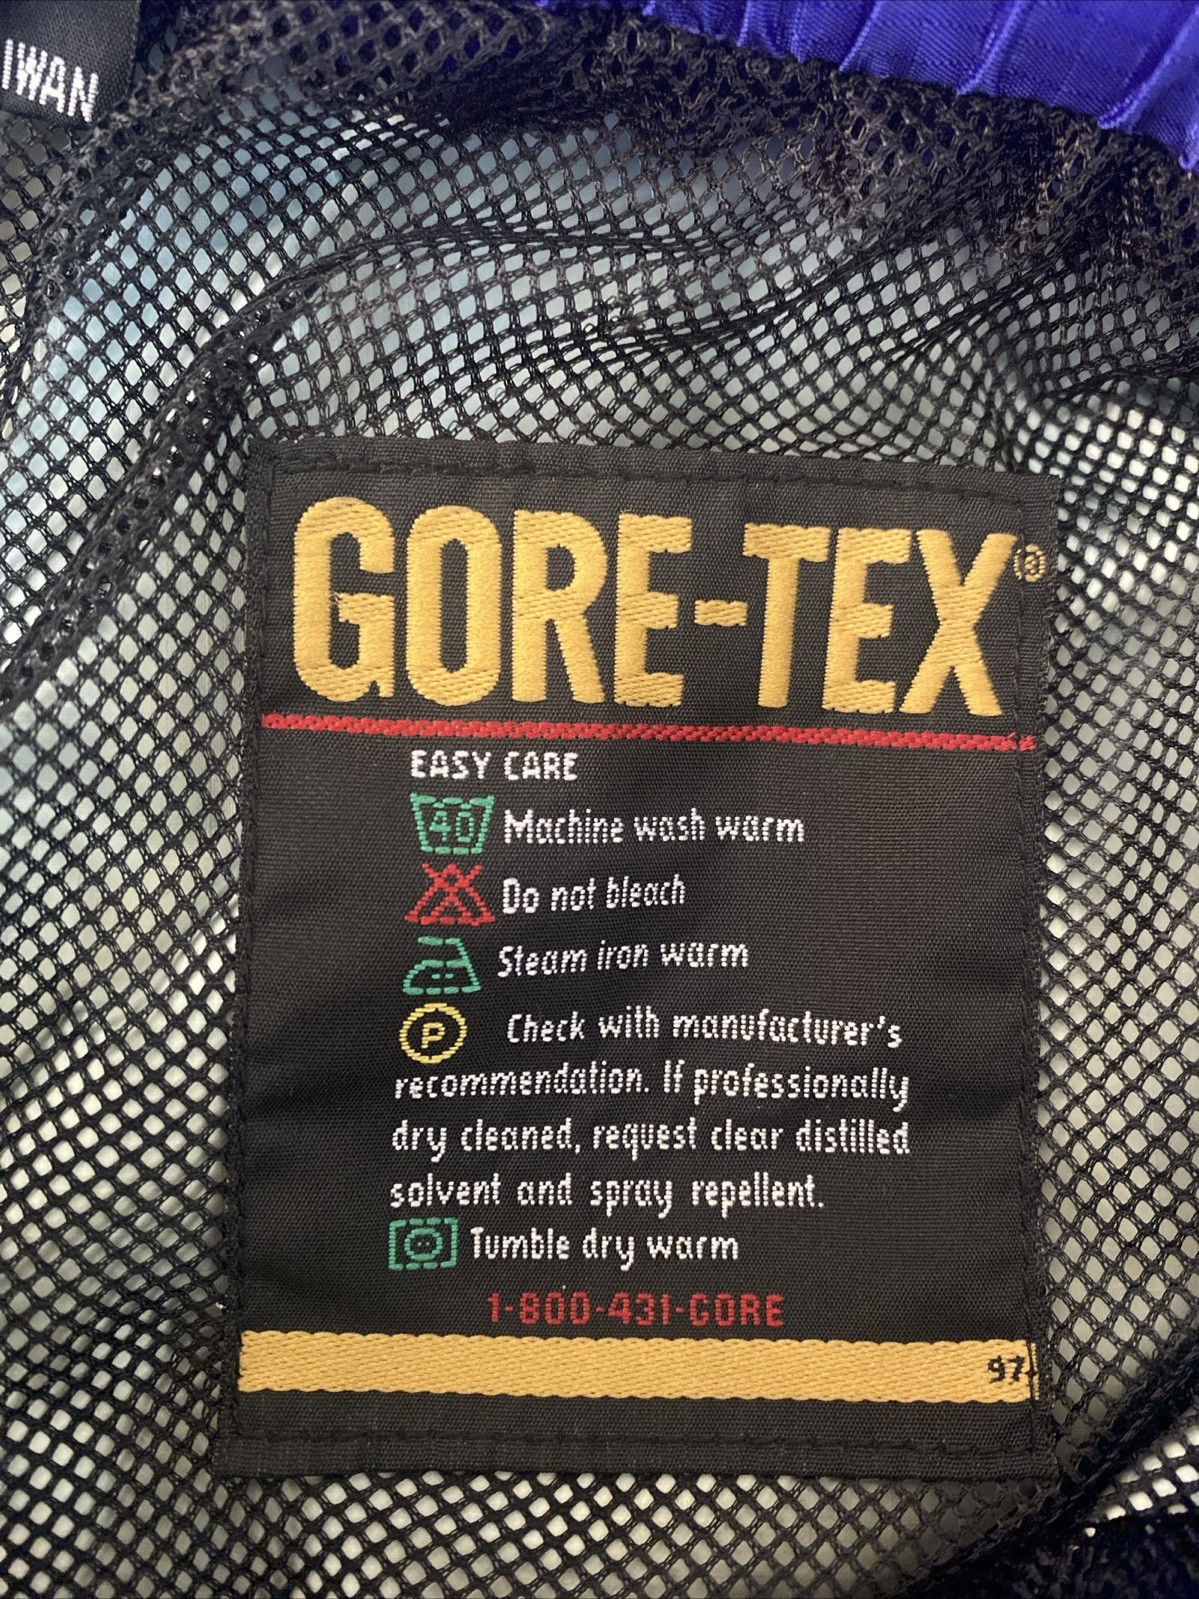 IWAN
GORE-TEX®
EASY CARE
40 Machine wash warm
Do not bleach
Steam iron warm
P Check with manufacturer's
recommendation. If professionally
dry cleaned, request clear distilled
solvent and spray repellent.
Tumble dry warm
1-800-431-GORE
97